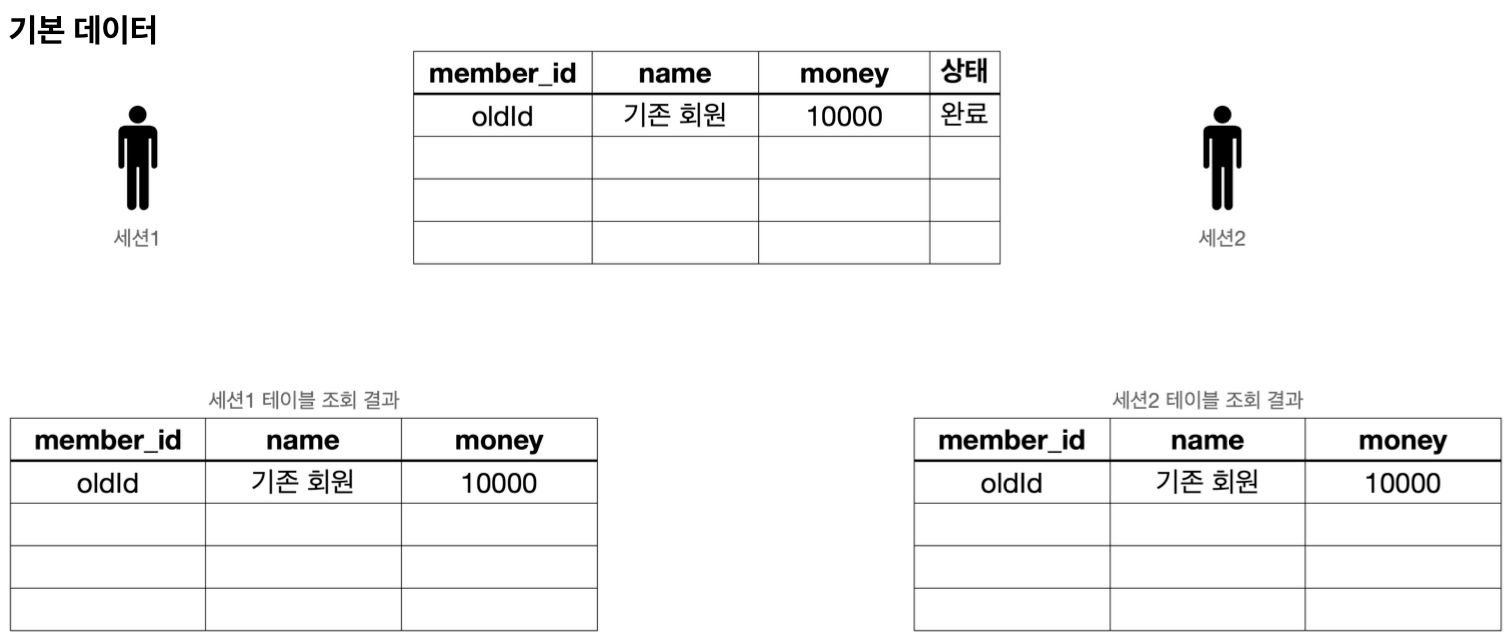 기본 데이터
member_id name money 상태
oldId 기존 회원 10000 완료
세션1
세션2
세션1 테이블 조회 결과
member_id name money
oldId 기존 회원 10000
세션2 테이블 조회 결과
member_id name money
oldId 기존 회원 10000